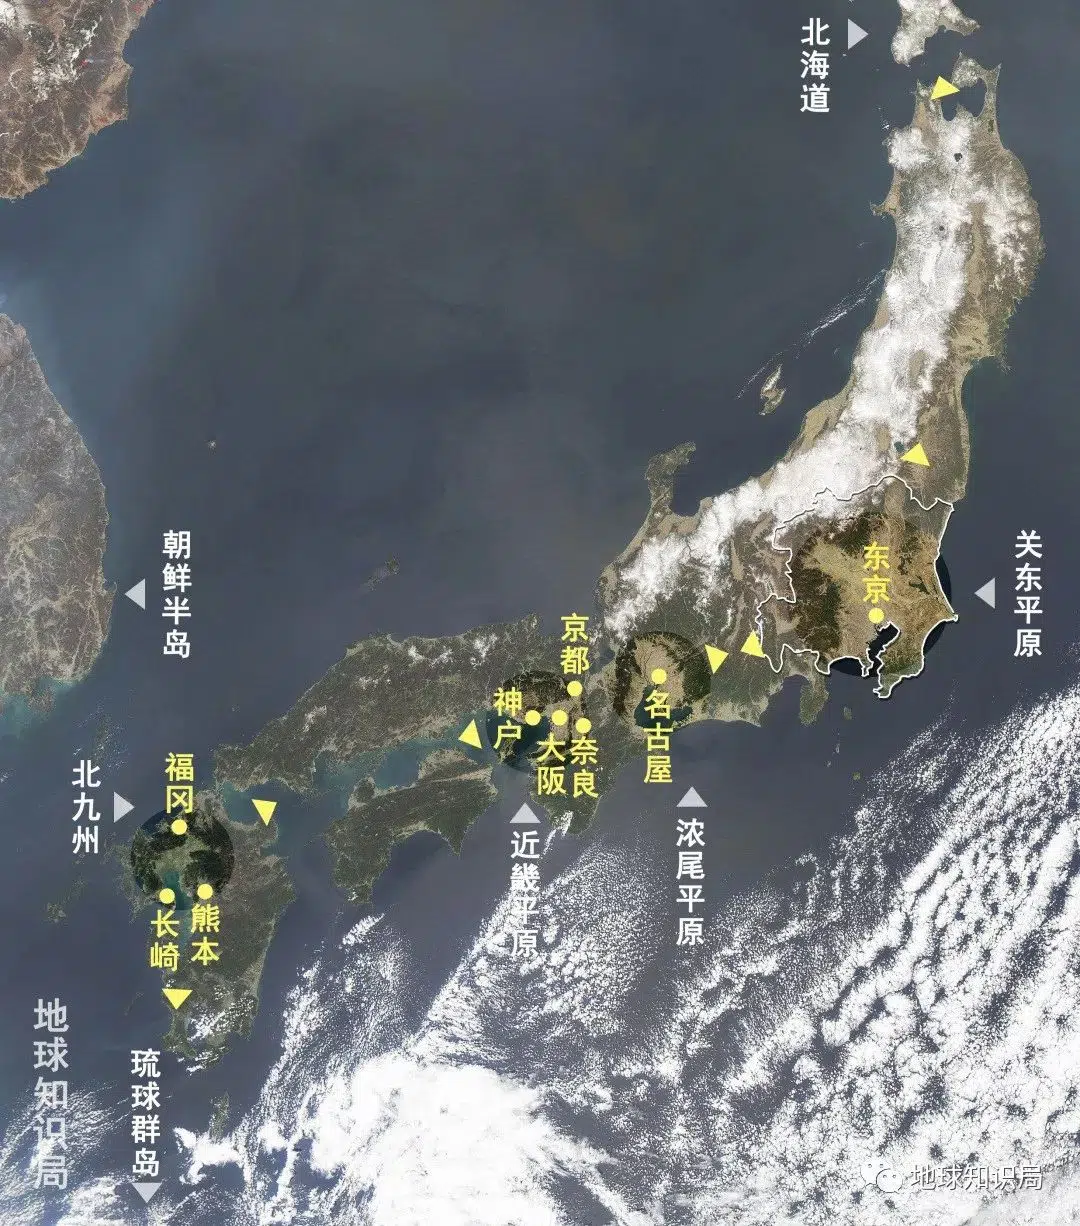 北海道
朝鲜半岛
关东平原
东京
京都
神户
大阪
奈良
名古屋
福冈
北九州
长崎
熊本
近畿平原
浓尾平原
琉球群岛
地球知识局
地球知识局